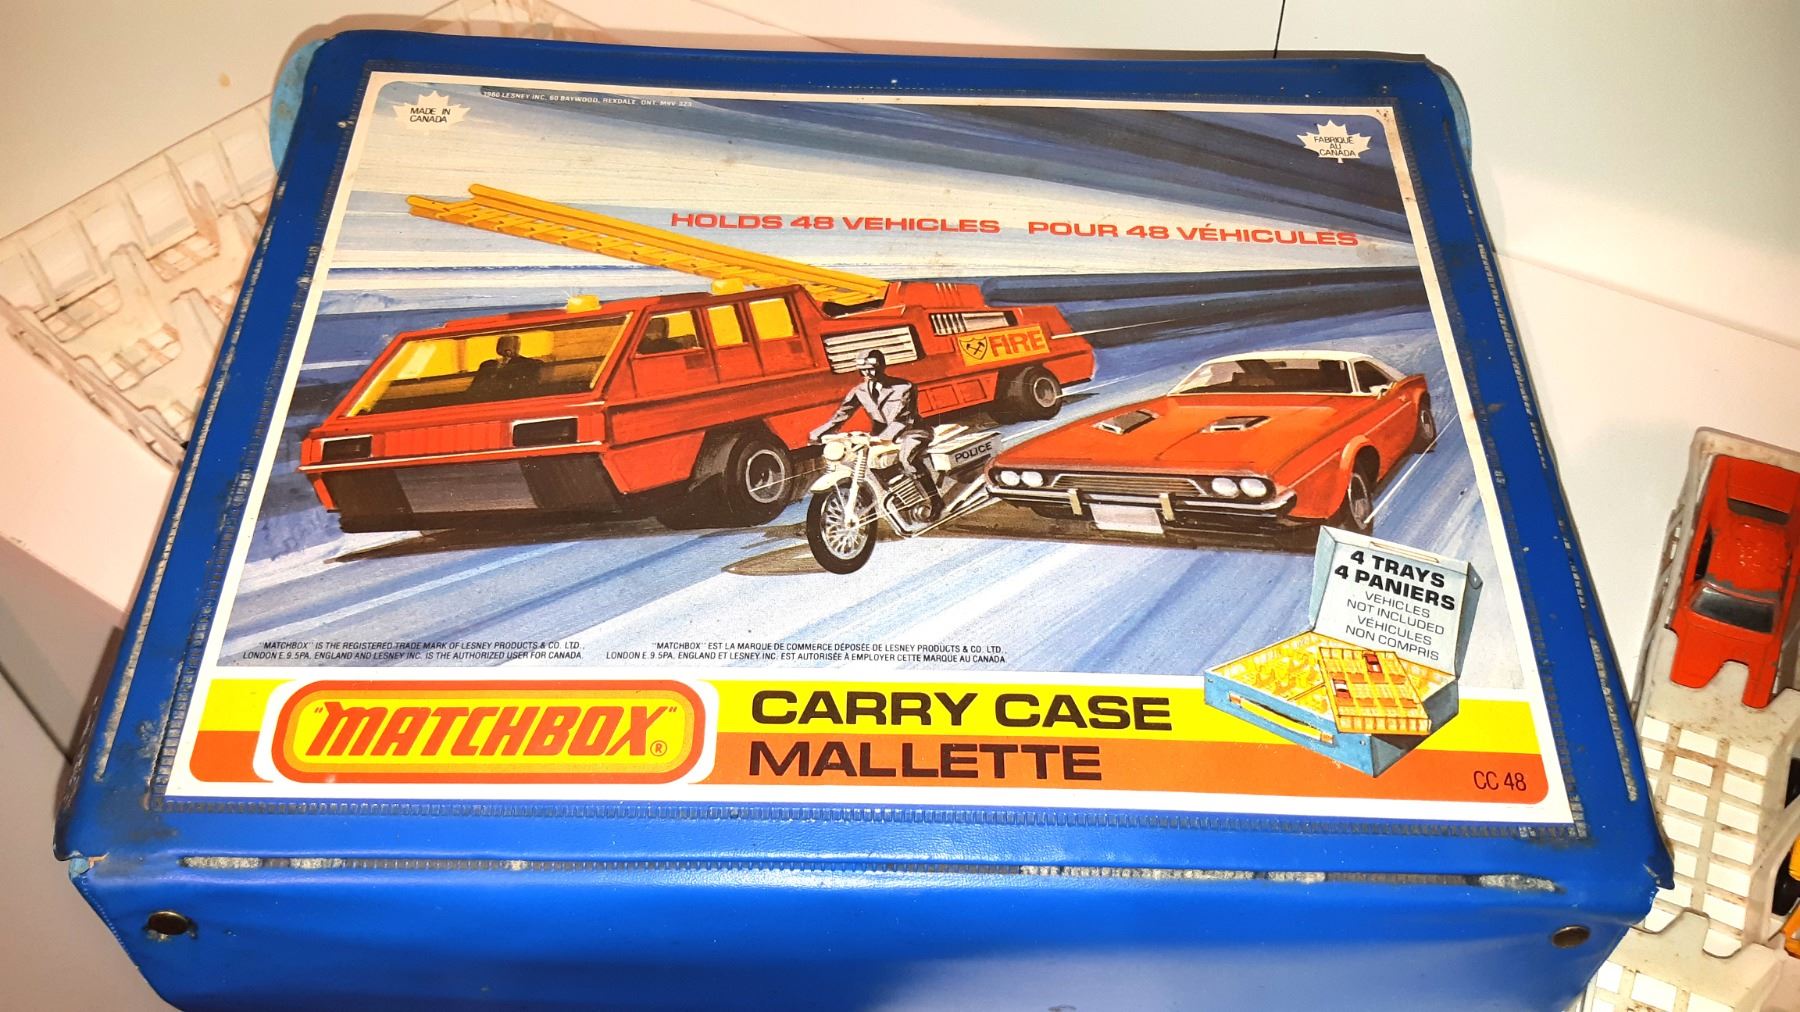 MADE IN
CANADA
1980 LESNEY INC. 60 BAYWOOD, REXDALE, ONT.
FABRIQUÉ
AU
CANADA
HOLDS 48 VEHICLES POUR 48 VÉHICULES
FIRE
POLICE
4 TRAYS
4 PANIERS
VEHICLES
NOT INCLUDED
VÉHICULES
NON COMPRIS
"MATCHBOX" IS THE REGISTERED TRADE MARK OF LESNEY PRODUCTS & CO. LTD.,
LONDON E.9.5PA, ENGLAND AND LESNEY INC. IS THE AUTHORIZED USER FOR CANADA.
"MATCHBOX" EST LA MARQUE DE COMMERCE DÉPOSÉE DE LESNEY PRODUCTS & CO. LTD.,
LONDON E.9.5PA, ENGLAND ET LESNEY INC. EST AUTORISÉE À EMPLOYER CETTE MARQUE AU CANADA.
"MATCHBOX"®
CARRY CASE
MALLETTE
CC 48